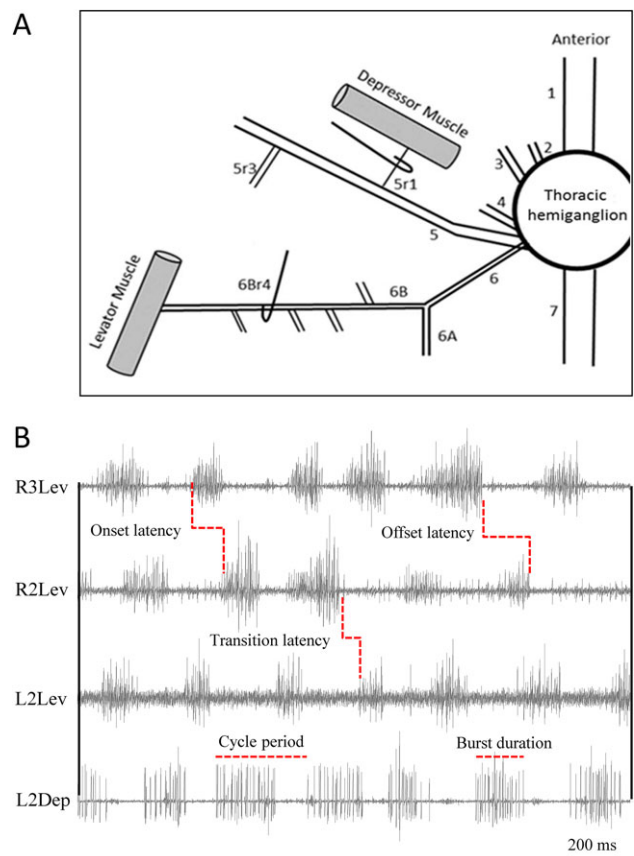 A
Anterior
1
Depressor Muscle
2
3
5r3
5r1
4
Thoracic
hemiganglion
5
Levator Muscle
6Br4
6B
6
6A
7
B
R3Lev
Onset latency
Offset latency
R2Lev
Transition latency
L2Lev
Cycle period
Burst duration
L2Dep
200 ms